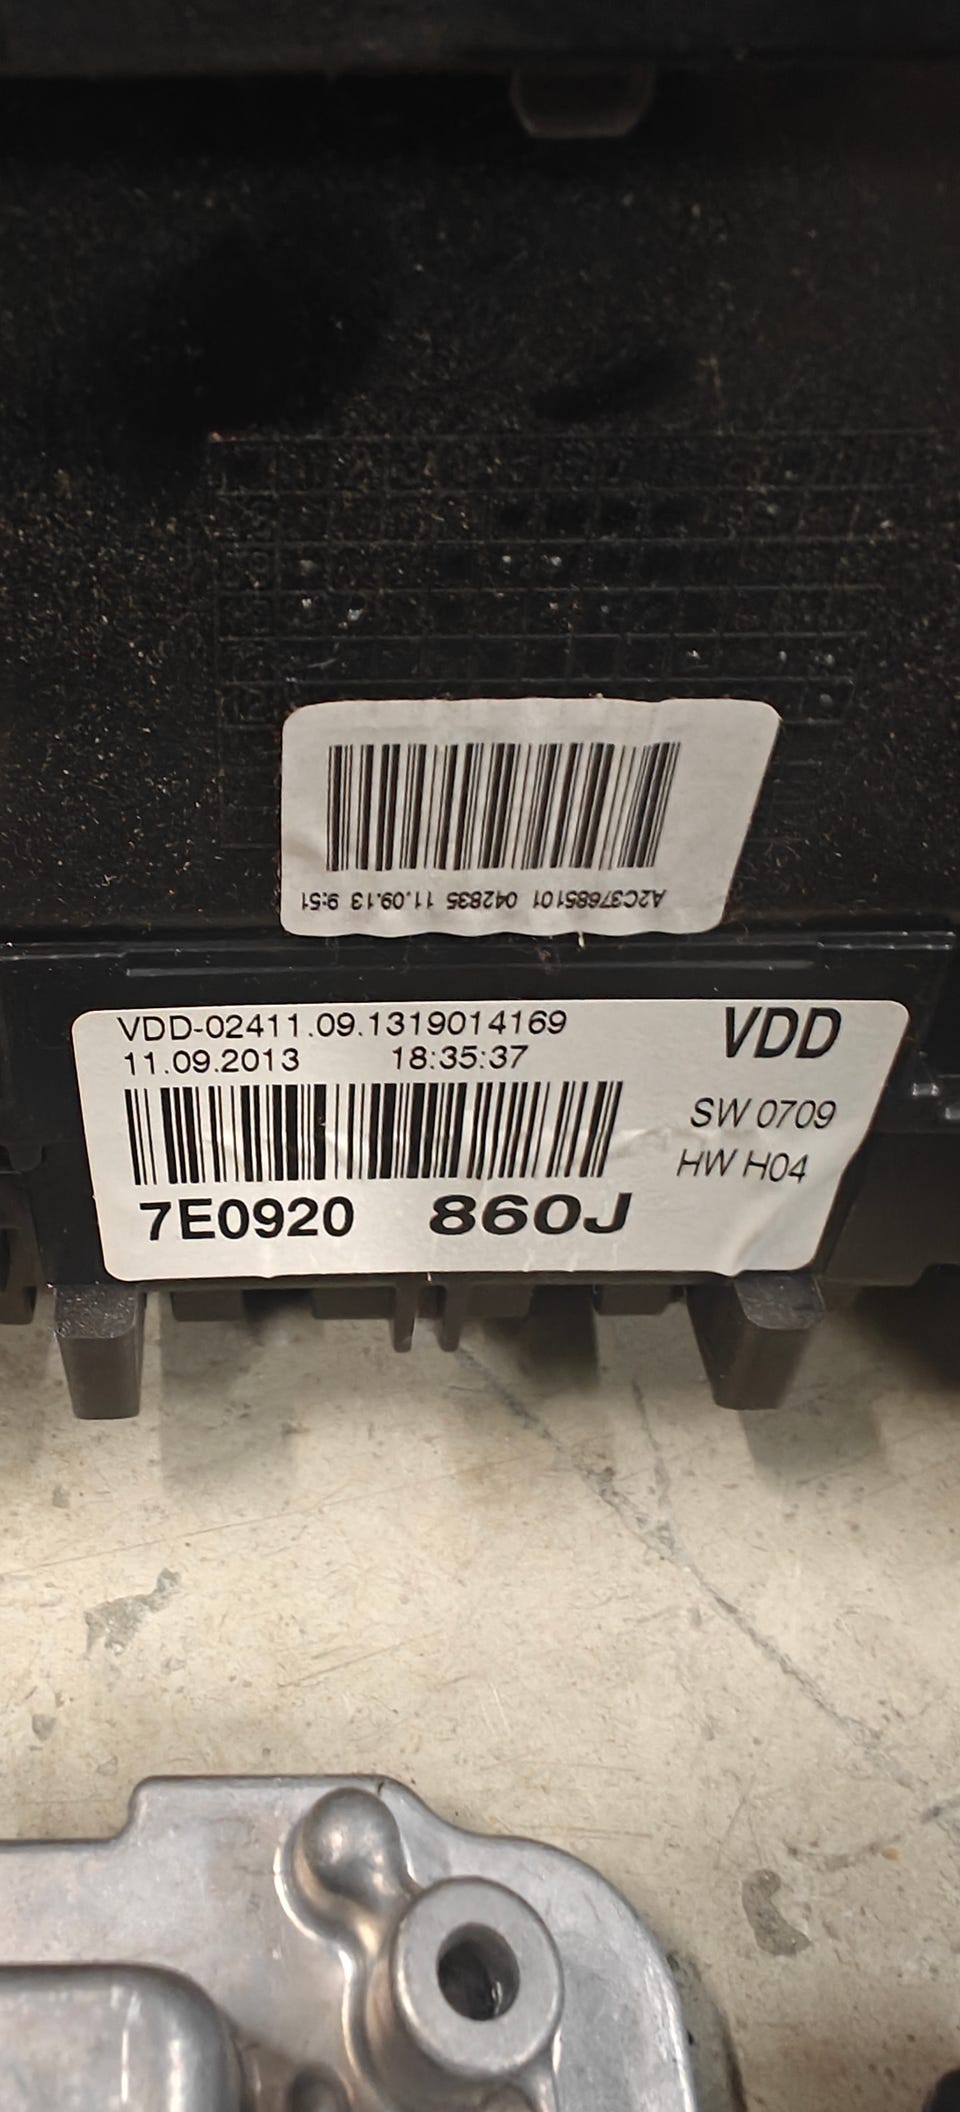 A2C37685101 042835 11.09.13 9:51
VDD-02411.09.1319014169
11.09.2013 18:35:37
VDD
SW 0709
HW H04
7E0920 860J